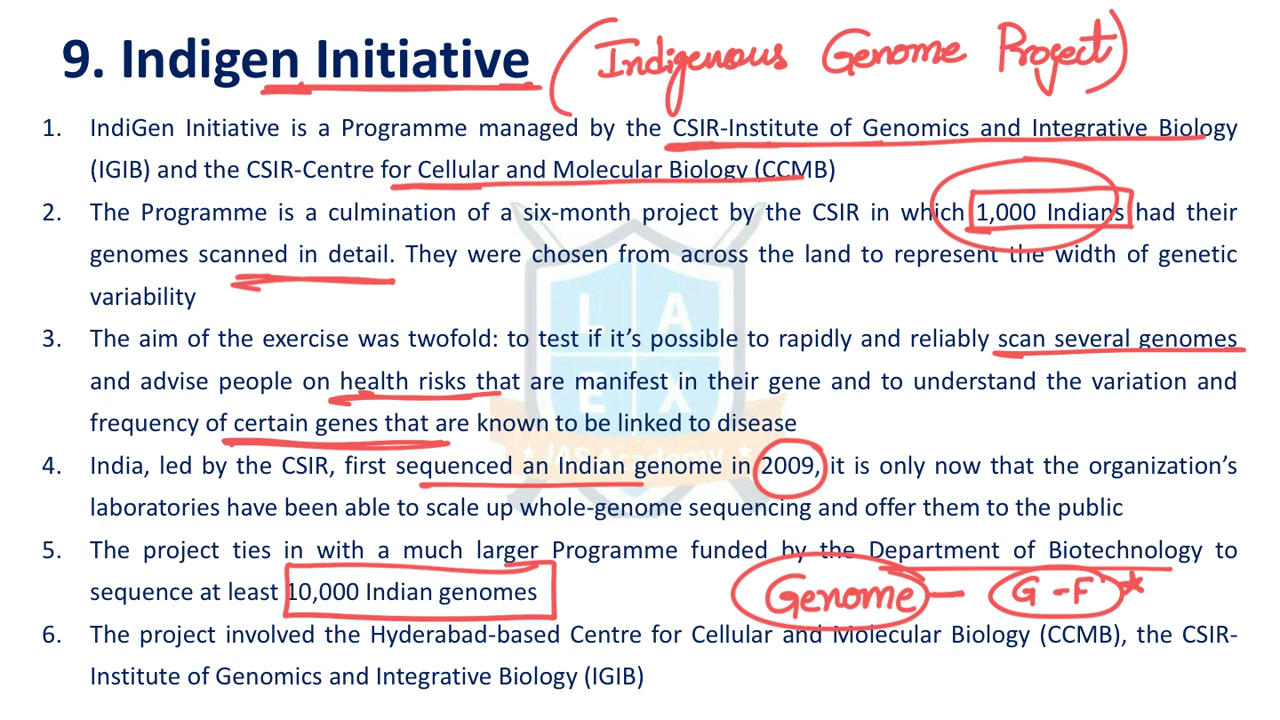 9. Indigen Initiative (Indigenous Genome Project)
1. IndiGen Initiative is a Programme managed by the CSIR-Institute of Genomics and Integrative Biology
(IGIB) and the CSIR-Centre for Cellular and Molecular Biology (CCMB)
2. The Programme is a culmination of a six-month project by the CSIR in which 1,000 Indians had their
genomes scanned in detail. They were chosen from across the land to represent the width of genetic
variability
3. The aim of the exercise was twofold: to test if it's possible to rapidly and reliably scan several genomes
and advise people on health risks that are manifest in their gene and to understand the variation and
frequency of certain genes that are known to be linked to disease
4. India, led by the CSIR, first sequenced an Indian genome in 2009, it is only now that the organization's
laboratories have been able to scale up whole-genome sequencing and offer them to the public
5. The project ties in with a much larger Programme funded by the Department of Biotechnology to
sequence at least 10,000 Indian genomes
Genome – G-F *
6. The project involved the Hyderabad-based Centre for Cellular and Molecular Biology (CCMB), the CSIR-
Institute of Genomics and Integrative Biology (IGIB)
L A
E X
IAS Academy